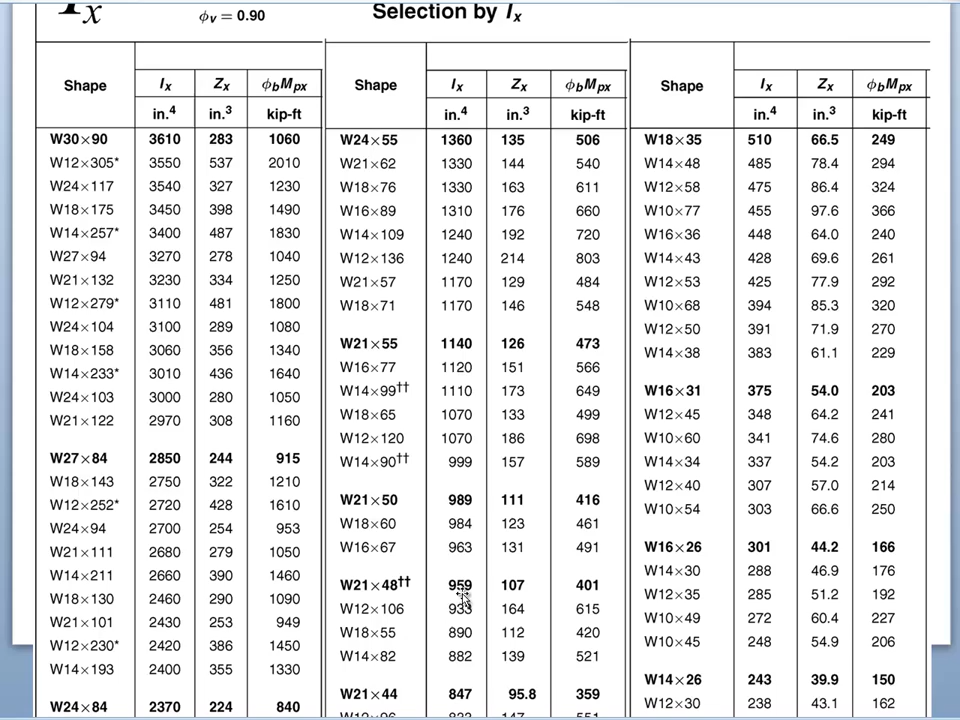 I x
ϕv = 0.90
Selection by Ix
Shape Ix Zx ϕbMpx
in.4 in.3 kip-ft
W30×90 3610 283 1060
W12×305* 3550 537 2010
W24×117 3540 327 1230
W18×175 3450 398 1490
W14×257* 3400 487 1830
W27×94 3270 278 1040
W21×132 3230 334 1250
W12×279* 3110 481 1800
W24×104 3100 289 1080
W18×158 3060 356 1340
W14×233* 3010 436 1640
W24×103 3000 280 1050
W21×122 2970 308 1160
W27×84 2850 244 915
W18×143 2750 322 1210
W12×252* 2720 428 1610
W24×94 2700 254 953
W21×111 2680 279 1050
W14×211 2660 390 1460
W18×130 2460 290 1090
W21×101 2430 253 949
W12×230* 2420 386 1450
W14×193 2400 355 1330
W24×84 2370 224 840
Shape Ix Zx ϕbMpx
in.4 in.3 kip-ft
W24×55 1360 135 506
W21×62 1330 144 540
W18×76 1330 163 611
W16×89 1310 176 660
W14×109 1240 192 720
W12×136 1240 214 803
W21×57 1170 129 484
W18×71 1170 146 548
W21×55 1140 126 473
W16×77 1120 151 566
W14×99†† 1110 173 649
W18×65 1070 133 499
W12×120 1070 186 698
W14×90†† 999 157 589
W21×50 989 111 416
W18×60 984 123 461
W16×67 963 131 491
W21×48†† 959 107 401
W12×106 933 164 615
W18×55 890 112 420
W14×82 882 139 521
W21×44 847 95.8 359
Shape Ix Zx ϕbMpx
in.4 in.3 kip-ft
W18×35 510 66.5 249
W14×48 485 78.4 294
W12×58 475 86.4 324
W10×77 455 97.6 366
W16×36 448 64.0 240
W14×43 428 69.6 261
W12×53 425 77.9 292
W10×68 394 85.3 320
W12×50 391 71.9 270
W14×38 383 61.1 229
W16×31 375 54.0 203
W12×45 348 64.2 241
W10×60 341 74.6 280
W14×34 337 54.2 203
W12×40 307 57.0 214
W10×54 303 66.6 250
W16×26 301 44.2 166
W14×30 288 46.9 176
W12×35 285 51.2 192
W10×49 272 60.4 227
W10×45 248 54.9 206
W14×26 243 39.9 150
W12×30 238 43.1 162